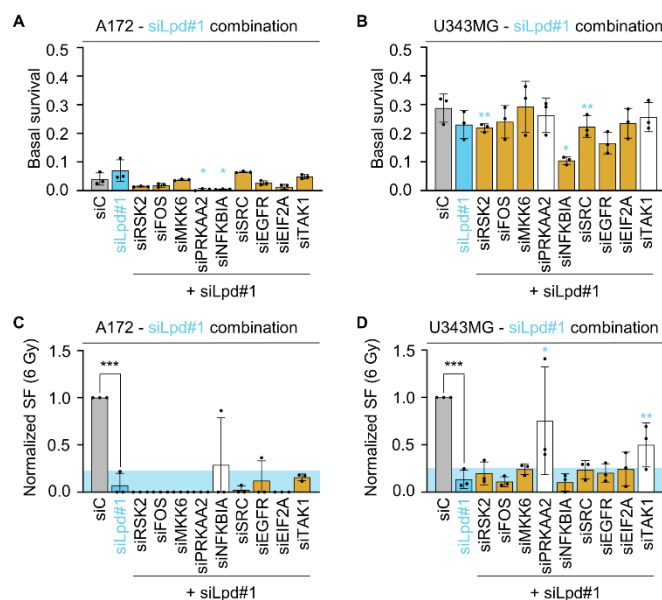 A
A172 - siLpd#1 combination
Basal survival
0.5
0.4
0.3
0.2
0.1
0.0
* *
siC
siLpd#1
siRSK2
siFOS
siMKK6
siPRKAA2
siNFKBIA
siSRC
siEGFR
siEIF2A
siTAK1
+ siLpd#1
B
U343MG - siLpd#1 combination
Basal survival
0.5
0.4
0.3
0.2
0.1
0.0
** * **
siC
siLpd#1
siRSK2
siFOS
siMKK6
siPRKAA2
siNFKBIA
siSRC
siEGFR
siEIF2A
siTAK1
+ siLpd#1
C
A172 - siLpd#1 combination
Normalized SF (6 Gy)
1.5
1.0
0.5
0.0
***
siC
siLpd#1
siRSK2
siFOS
siMKK6
siPRKAA2
siNFKBIA
siSRC
siEGFR
siEIF2A
siTAK1
+ siLpd#1
D
U343MG - siLpd#1 combination
Normalized SF (6 Gy)
1.5
1.0
0.5
0.0
*** * **
siC
siLpd#1
siRSK2
siFOS
siMKK6
siPRKAA2
siNFKBIA
siSRC
siEGFR
siEIF2A
siTAK1
+ siLpd#1